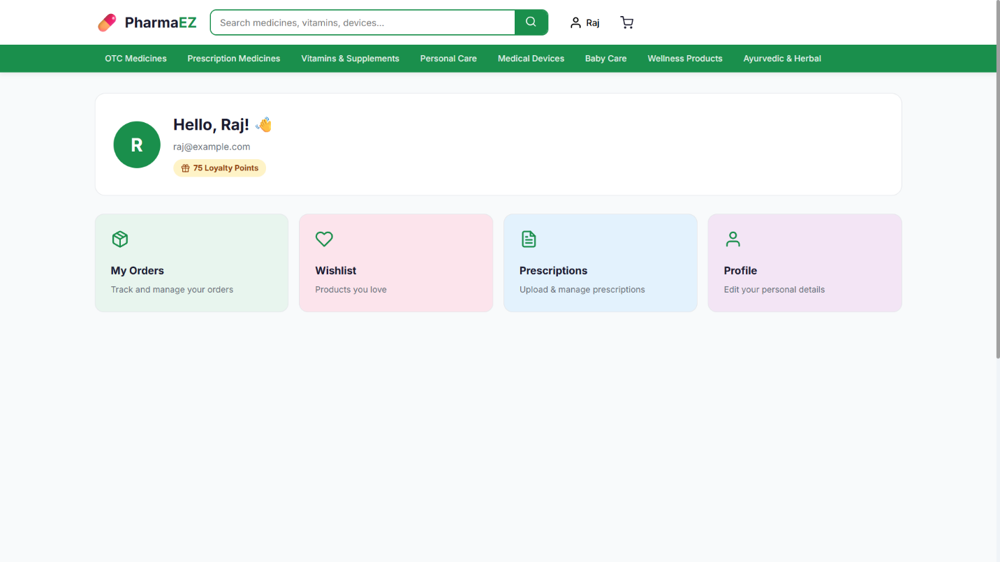 PharmaEZ
Search medicines, vitamins, devices...
Raj
OTC Medicines Prescription Medicines Vitamins & Supplements Personal Care Medical Devices Baby Care Wellness Products Ayurvedic & Herbal
R
Hello, Raj! 👋
raj@example.com
75 Loyalty Points
My Orders
Track and manage your orders
Wishlist
Products you love
Prescriptions
Upload & manage prescriptions
Profile
Edit your personal details